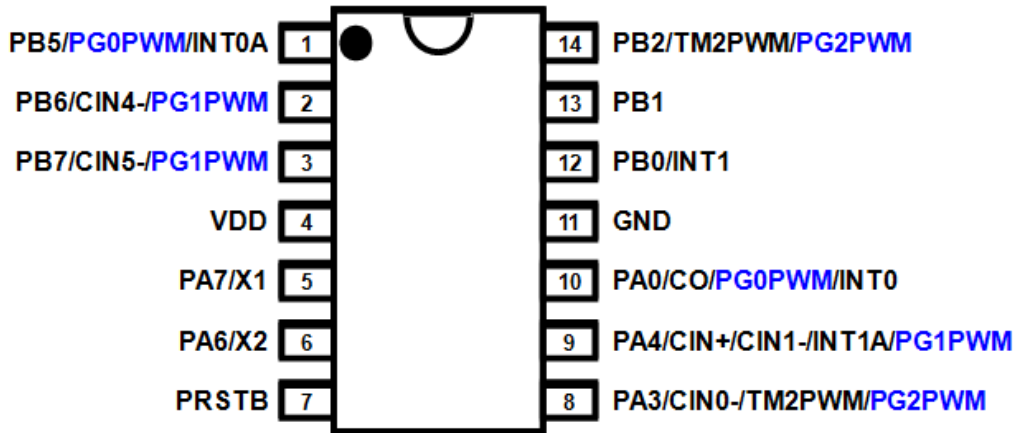 PB5/PG0PWM/INT0A 1 14 PB2/TM2PWM/PG2PWM
PB6/CIN4-/PG1PWM 2 13 PB1
PB7/CIN5-/PG1PWM 3 12 PB0/INT1
VDD 4 11 GND
PA7/X1 5 10 PA0/CO/PG0PWM/INT0
PA6/X2 6 9 PA4/CIN+/CIN1-/INT1A/PG1PWM
PRSTB 7 8 PA3/CIN0-/TM2PWM/PG2PWM